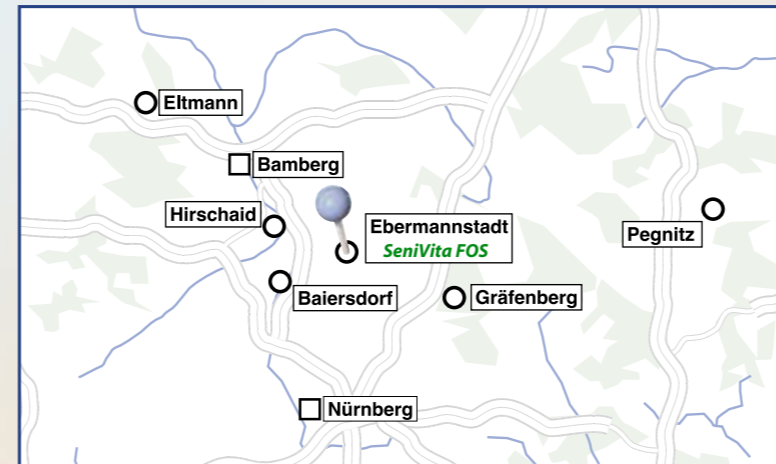 Eltmann
Bamberg
Hirschaid
Ebermannstadt
SeniVita FOS
Pegnitz
Baiersdorf
Gräfenberg
Nürnberg